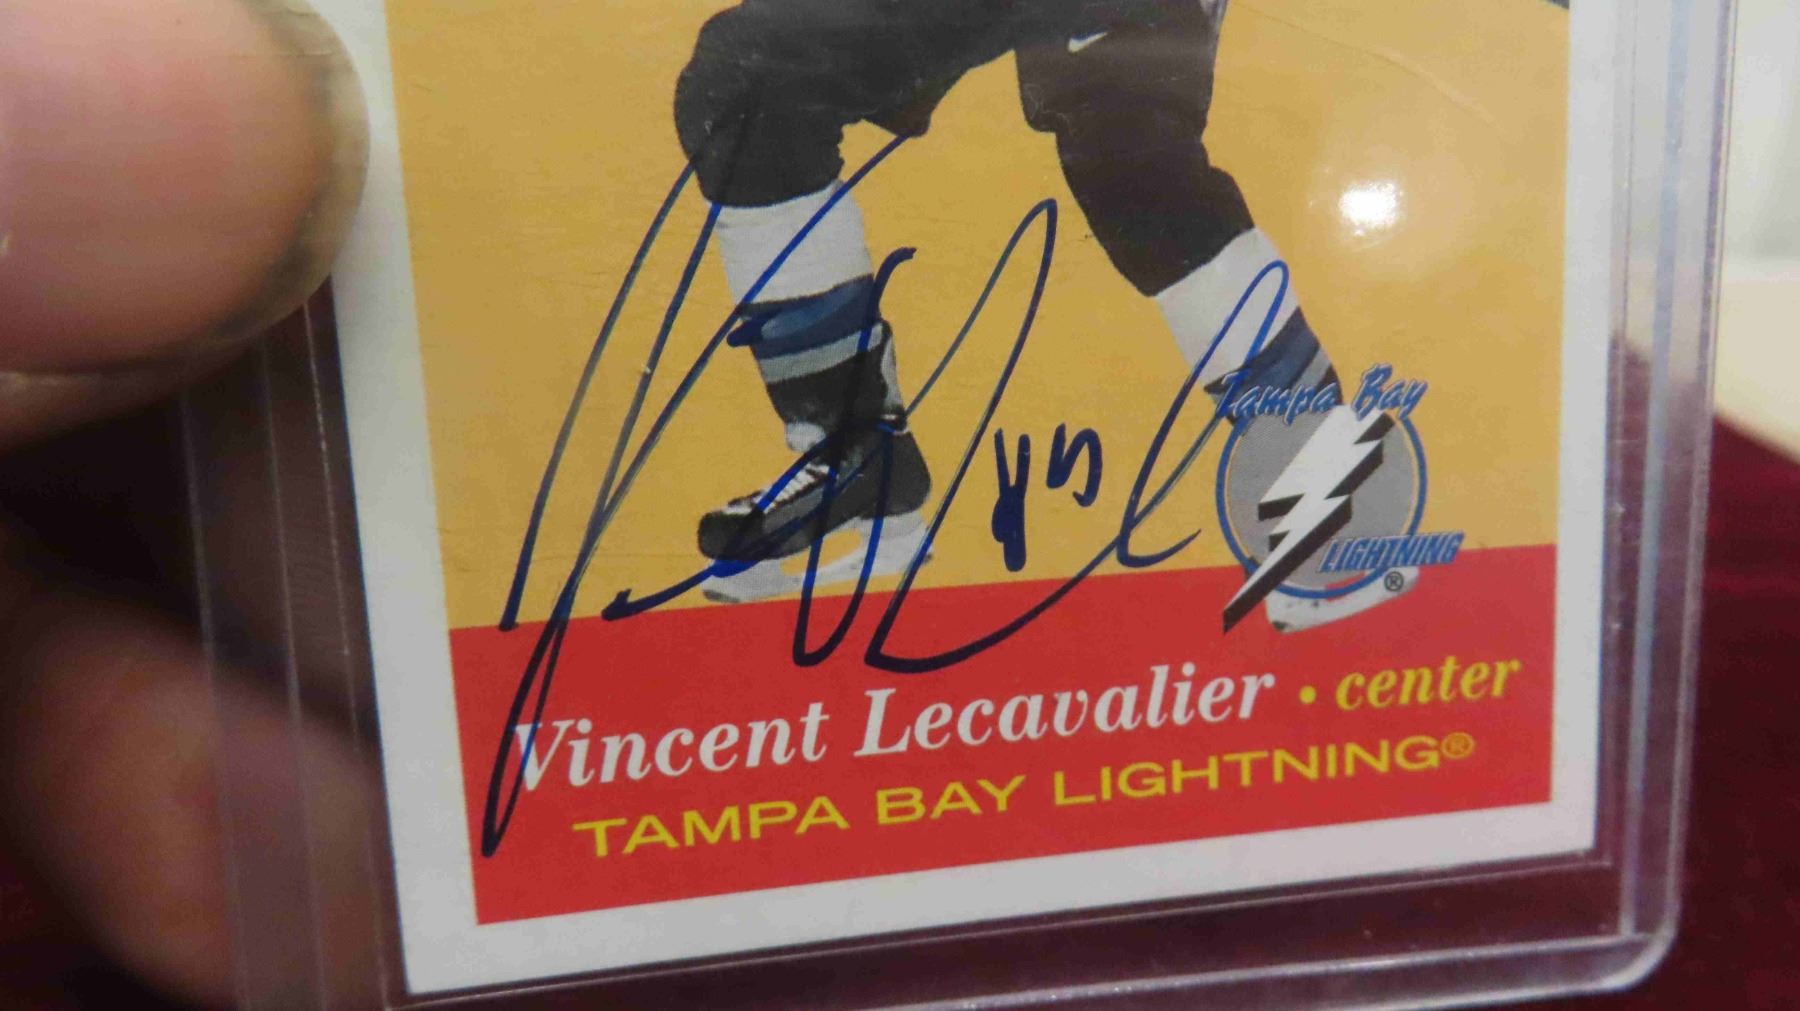 Tampa Bay
LIGHTNING®
Vincent Lecavalier • center
TAMPA BAY LIGHTNING®